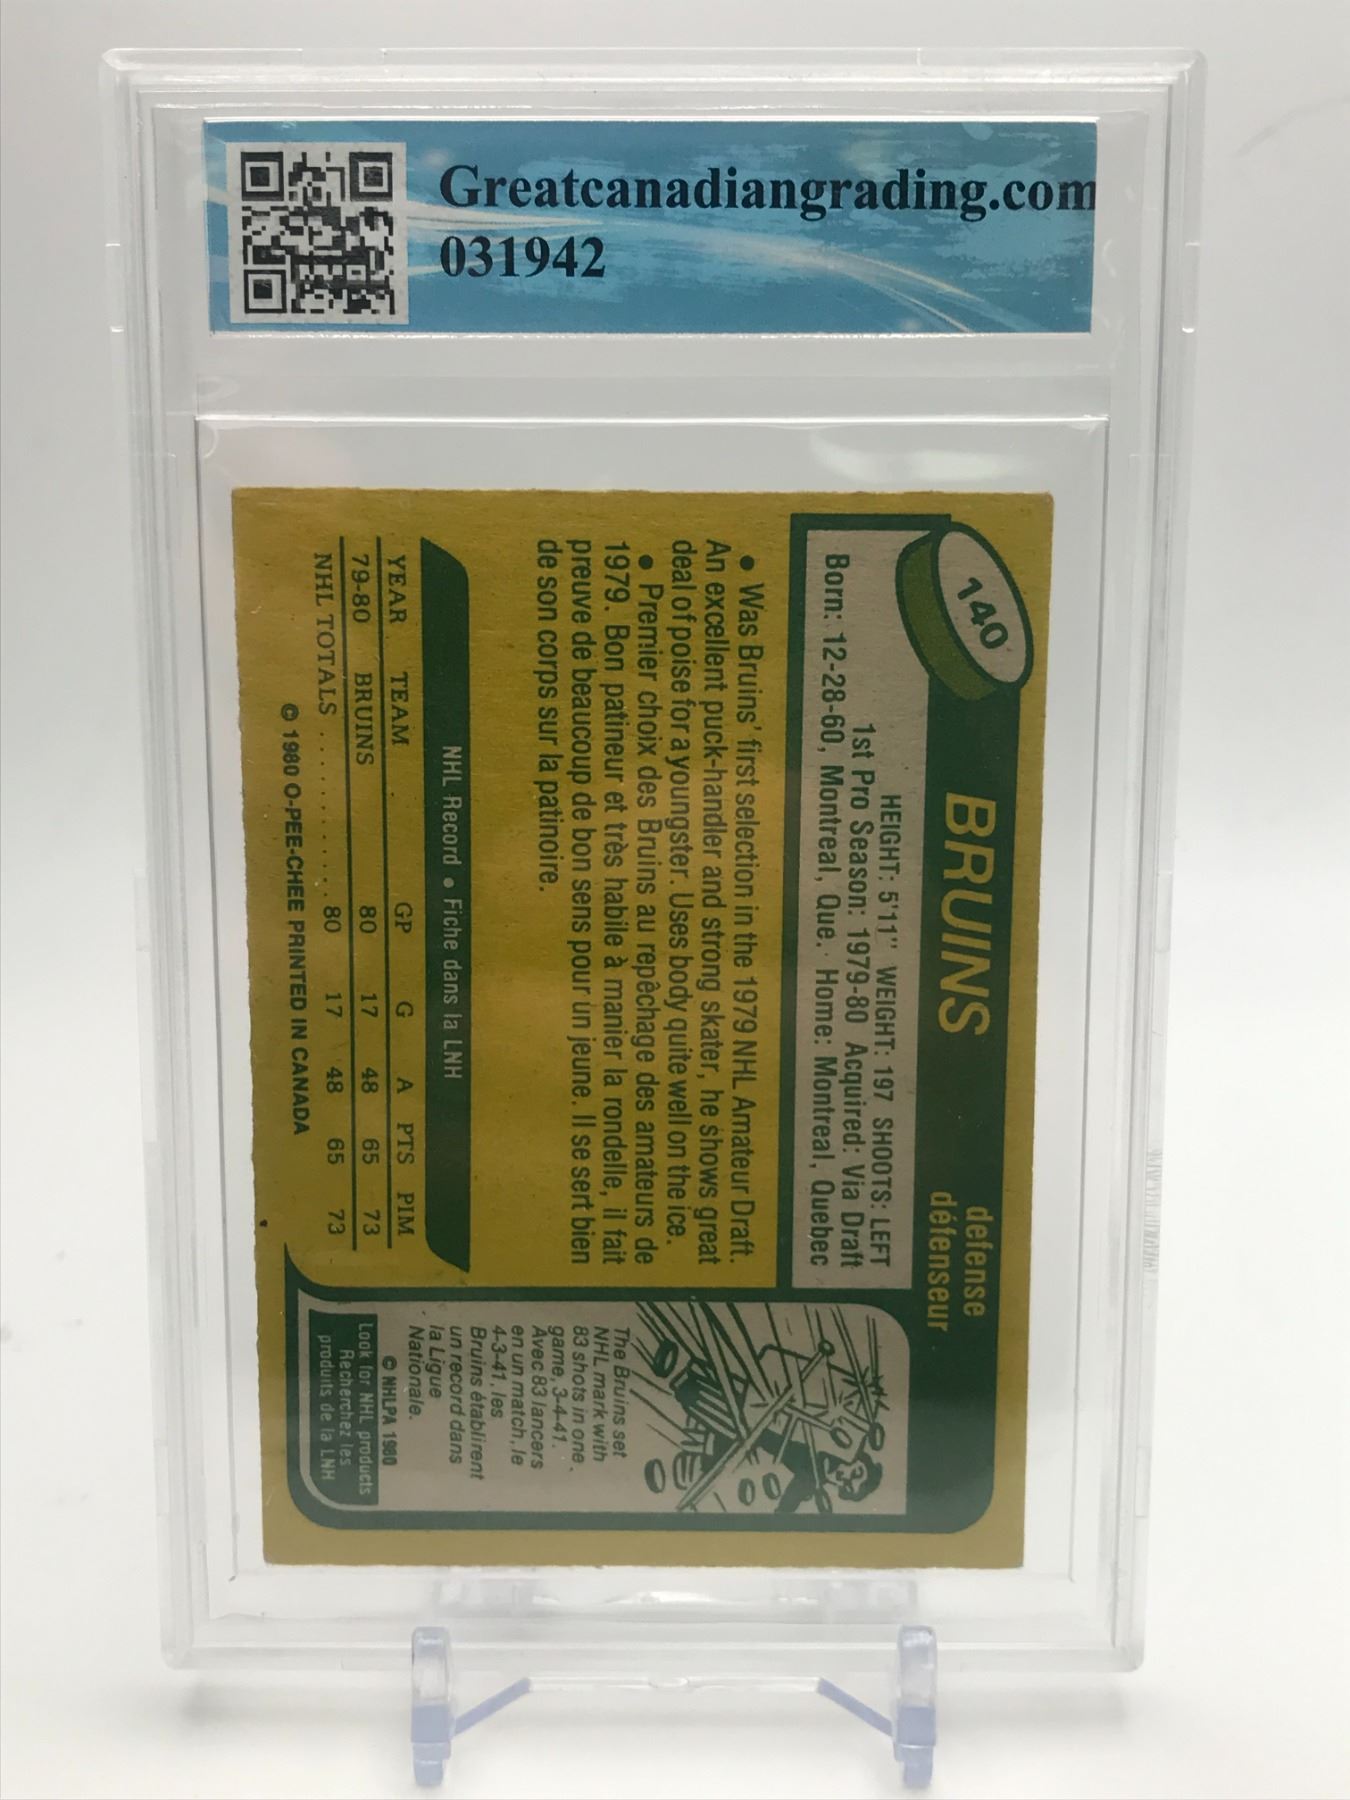 Greatcanadiangrading.com
031942
140
BRUINS
defense
défenseur
HEIGHT: 5'11" WEIGHT: 197 SHOOTS: LEFT
1st Pro Season: 1979-80 Acquired: Via Draft
Born: 12-28-60, Montreal, Que. Home: Montreal, Quebec
• Was Bruins' first selection in the 1979 NHL Amateur Draft.
An excellent puck-handler and strong skater, he shows great
deal of poise for a youngster. Uses body quite well on the ice.
• Premier choix des Bruins au repêchage des amateurs de
1979. Bon patineur et très habile à manier la rondelle, il fait
preuve de beaucoup de bon sens pour un jeune. Il se sert bien
de son corps sur la patinoire.
NHL Record • Fiche dans la LNH
YEAR TEAM GP G A PTS PIM
79-80 BRUINS 80 17 48 65 73
NHL TOTALS . . . . . . . . . . . . 80 17 48 65 73
© 1980 O-PEE-CHEE PRINTED IN CANADA
The Bruins set
NHL mark with
83 shots in one
game, 3-4-41.
Avec 83 lancers
en un match, le
4-3-41, les
Bruins établirent
un record dans
la Ligue
Nationale.
© NHLPA 1980
Look for NHL products
Recherchez les
produits de la LNH